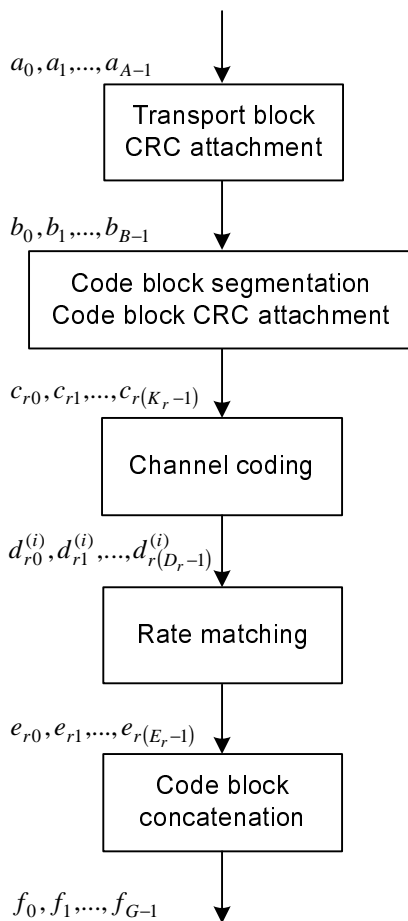 a_0, a_1,..., a_{A−1}
Transport block
CRC attachment
b_0, b_1,..., b_{B−1}
Code block segmentation
Code block CRC attachment
c_{r0}, c_{r1},..., c_{r(K_r−1)}
Channel coding
d_{r0}^{(i)}, d_{r1}^{(i)},..., d_{r(D_r−1)}^{(i)}
Rate matching
e_{r0}, e_{r1},..., e_{r(E_r−1)}
Code block
concatenation
f_0, f_1,..., f_{G−1}